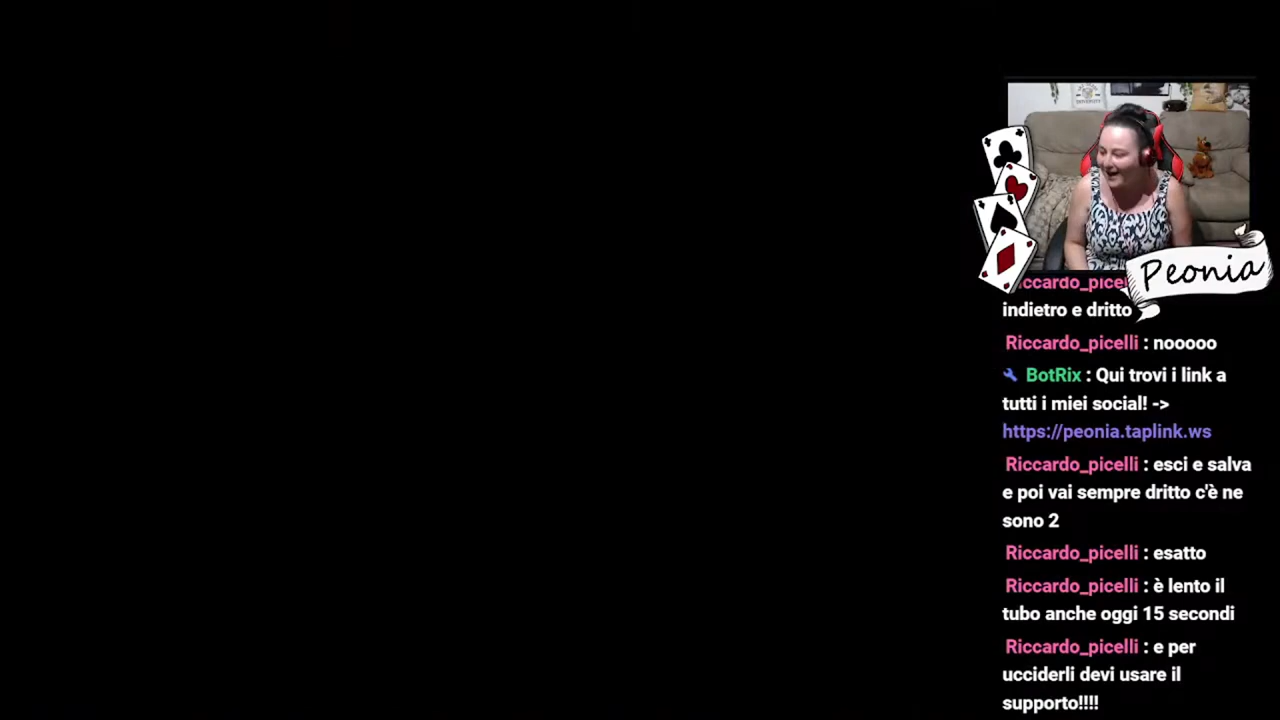 Peonia
iccardo_picel
indietro e dritto
Riccardo_picelli : nooooo
BotRix : Qui trovi i link a
tutti i miei social! ->
https://peonia.taplink.ws
Riccardo_picelli : esci e salva
e poi vai sempre dritto c'è ne
sono 2
Riccardo_picelli : esatto
Riccardo_picelli : è lento il
tubo anche oggi 15 secondi
Riccardo_picelli : e per
ucciderli devi usare il
supporto!!!!